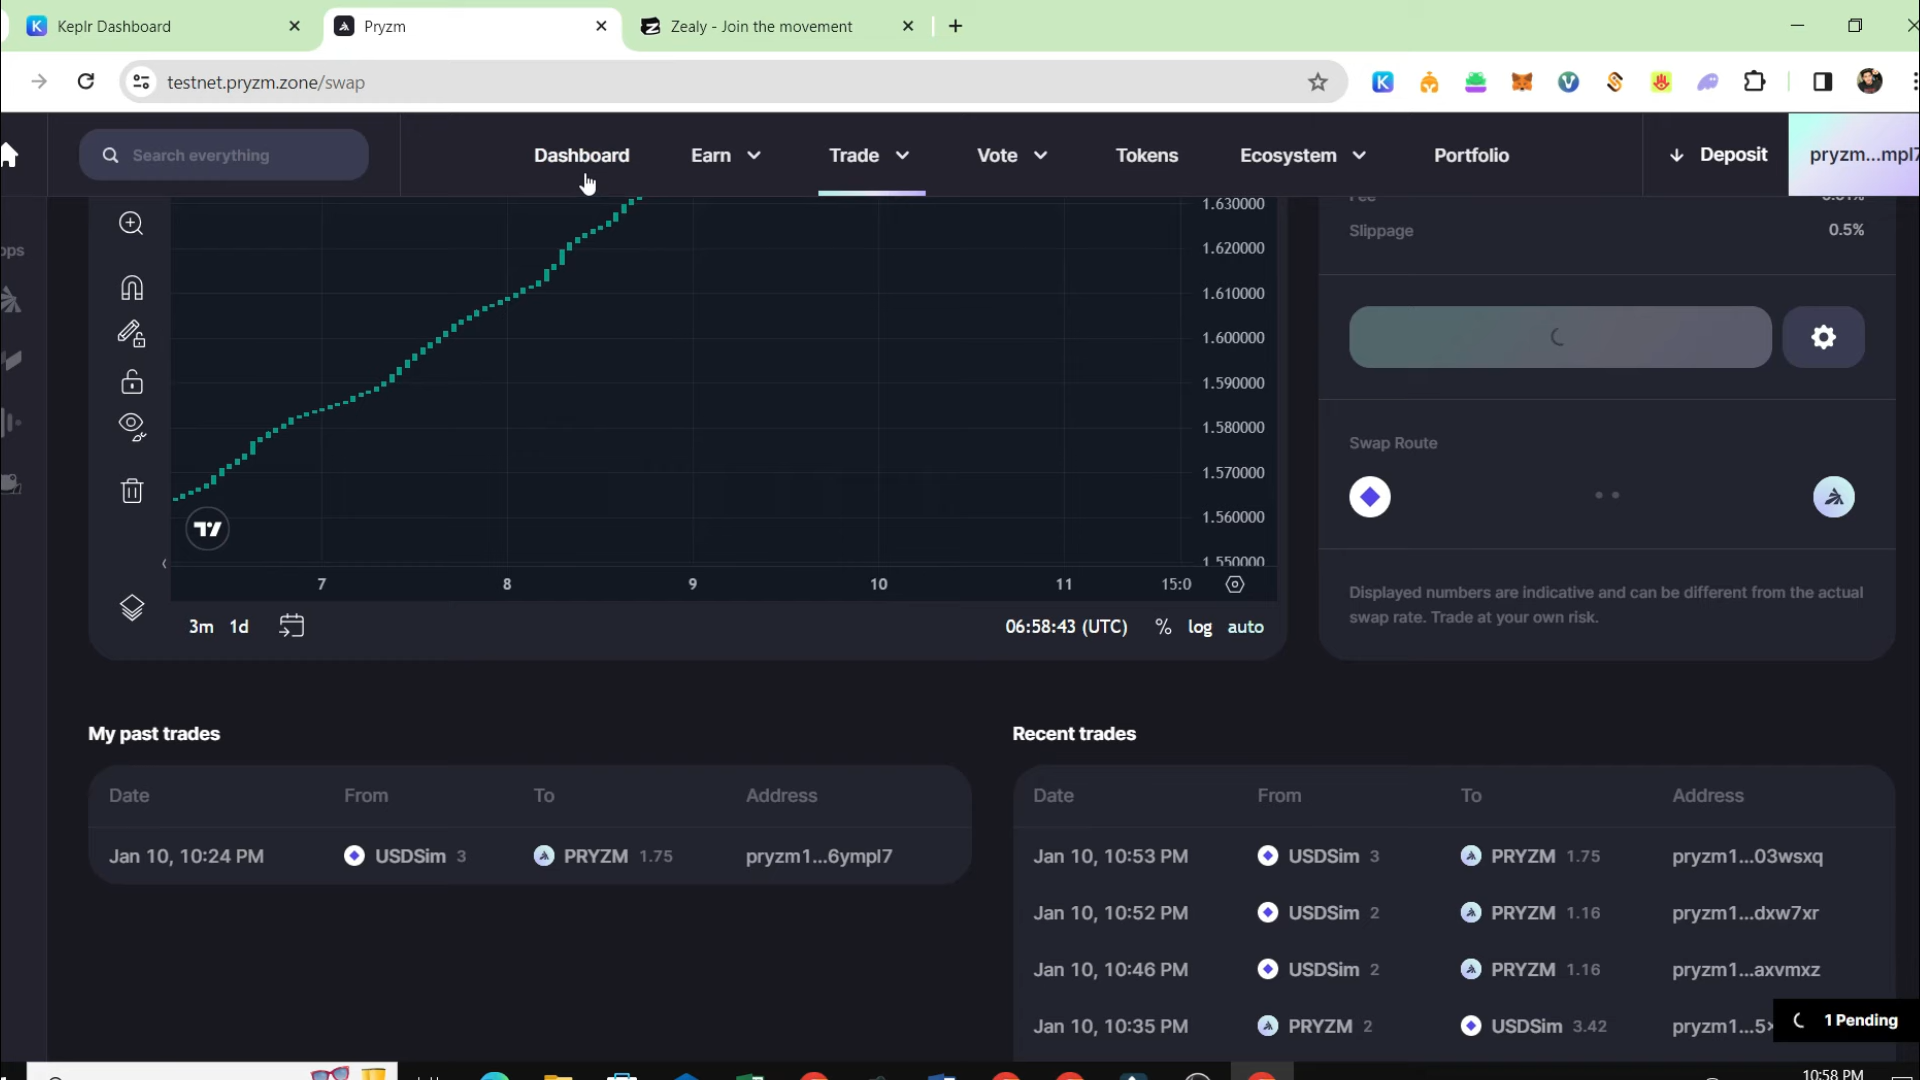 Keplr Dashboard
Pryzm
Zealy - Join the movement
testnet.pryzm.zone/swap
Search everything
Dashboard
Earn
Trade
Vote
Tokens
Ecosystem
Portfolio
Deposit
pryzm...mpl7
ops
1.630000
1.620000
1.610000
1.600000
1.590000
1.580000
1.570000
1.560000
1.550000
7 8 9 10 11 15:0
3m 1d
06:58:43 (UTC) % log auto
Fee 0.01%
Slippage 0.5%
Swap Route
Displayed numbers are indicative and can be different from the actual
swap rate. Trade at your own risk.
My past trades
Date From To Address
Jan 10, 10:24 PM USDSim 3 PRYZM 1.75 pryzm1...6ympl7
Recent trades
Date From To Address
Jan 10, 10:53 PM USDSim 3 PRYZM 1.75 pryzm1...03wsxq
Jan 10, 10:52 PM USDSim 2 PRYZM 1.16 pryzm1...dxw7xr
Jan 10, 10:46 PM USDSim 2 PRYZM 1.16 pryzm1...axvmxz
Jan 10, 10:35 PM PRYZM 2 USDSim 3.42 pryzm1...5
1 Pending
10:58 PM